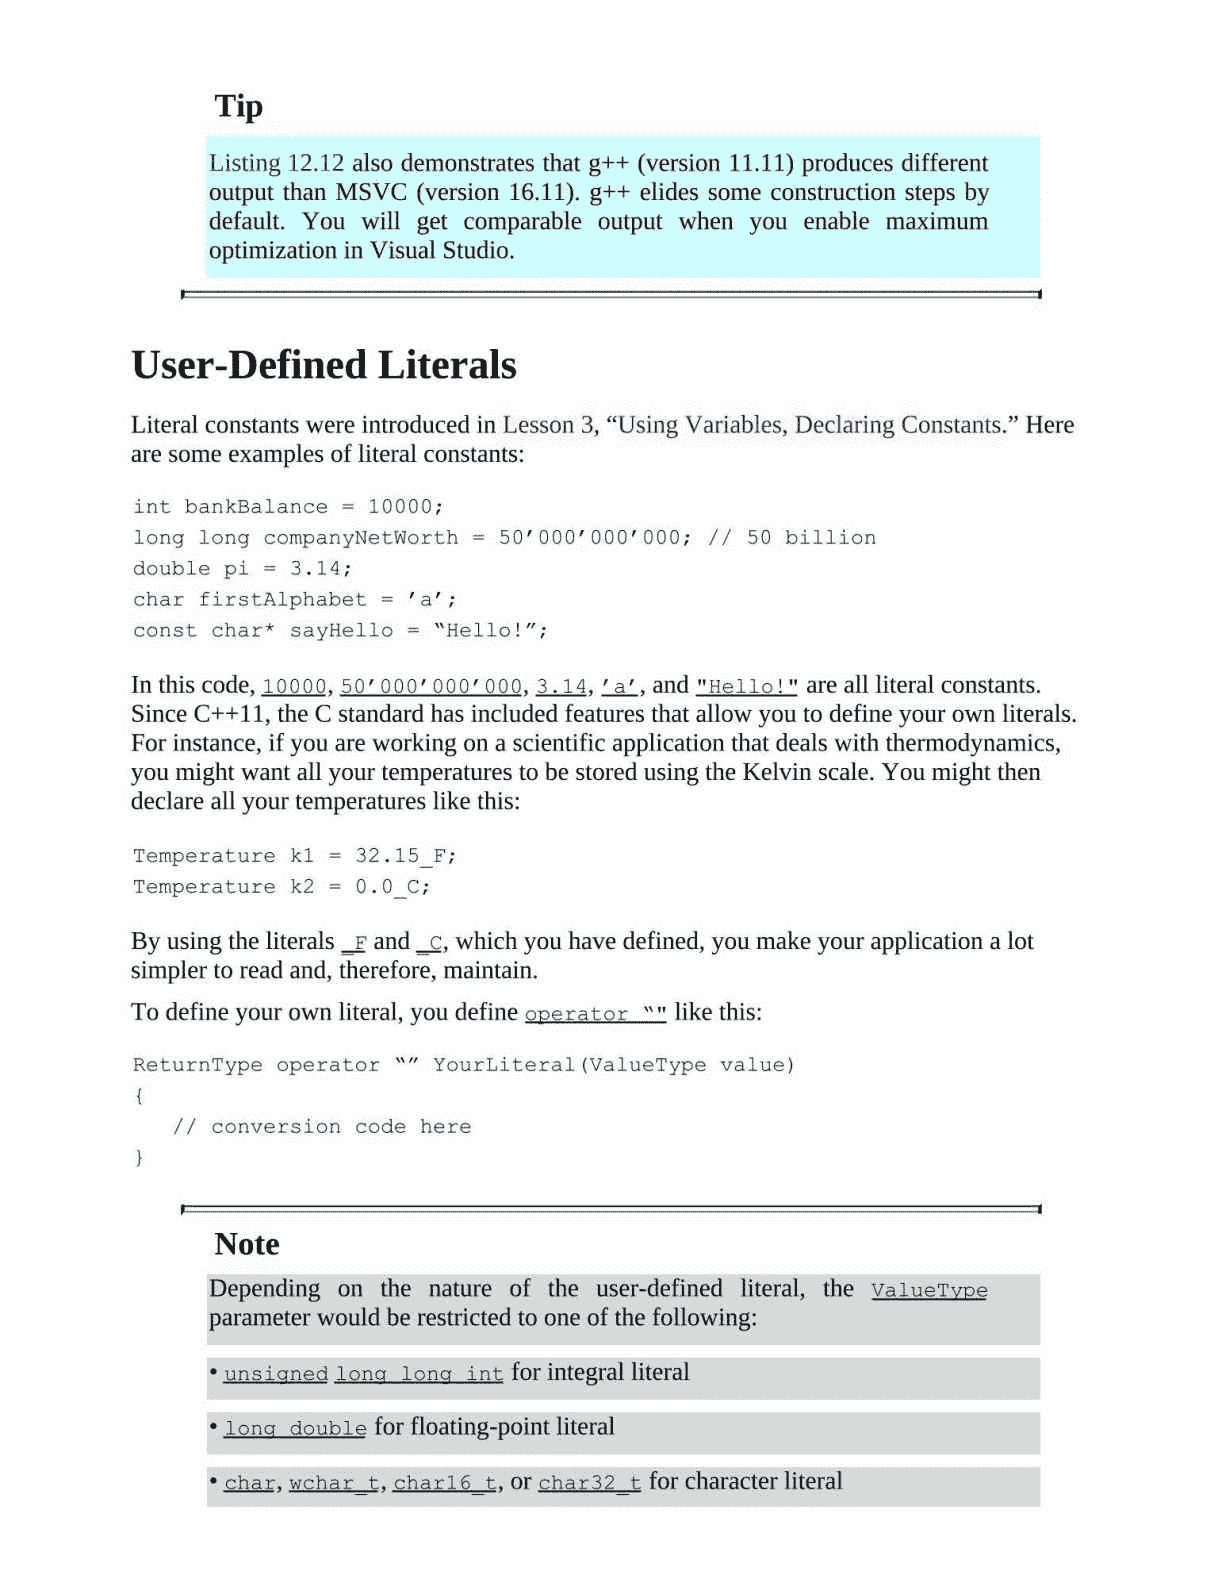 Tip
Listing 12.12 also demonstrates that g++ (version 11.11) produces different
output than MSVC (version 16.11). g++ elides some construction steps by
default. You will get comparable output when you enable maximum
optimization in Visual Studio.
User-Defined Literals
Literal constants were introduced in Lesson 3, “Using Variables, Declaring Constants.” Here
are some examples of literal constants:
int bankBalance = 10000;
long long companyNetWorth = 50’000’000’000; // 50 billion
double pi = 3.14;
char firstAlphabet = ’a’;
const char* sayHello = “Hello!”;
In this code, 10000, 50’000’000’000, 3.14, ’a’, and "Hello!" are all literal constants.
Since C++11, the C standard has included features that allow you to define your own literals.
For instance, if you are working on a scientific application that deals with thermodynamics,
you might want all your temperatures to be stored using the Kelvin scale. You might then
declare all your temperatures like this:
Temperature k1 = 32.15_F;
Temperature k2 = 0.0_C;
By using the literals _F and _C, which you have defined, you make your application a lot
simpler to read and, therefore, maintain.
To define your own literal, you define operator “" like this:
ReturnType operator “” YourLiteral(ValueType value)
{
// conversion code here
}
Note
Depending on the nature of the user-defined literal, the ValueType
parameter would be restricted to one of the following:
• unsigned long long int for integral literal
• long double for floating-point literal
• char, wchar_t, char16_t, or char32_t for character literal